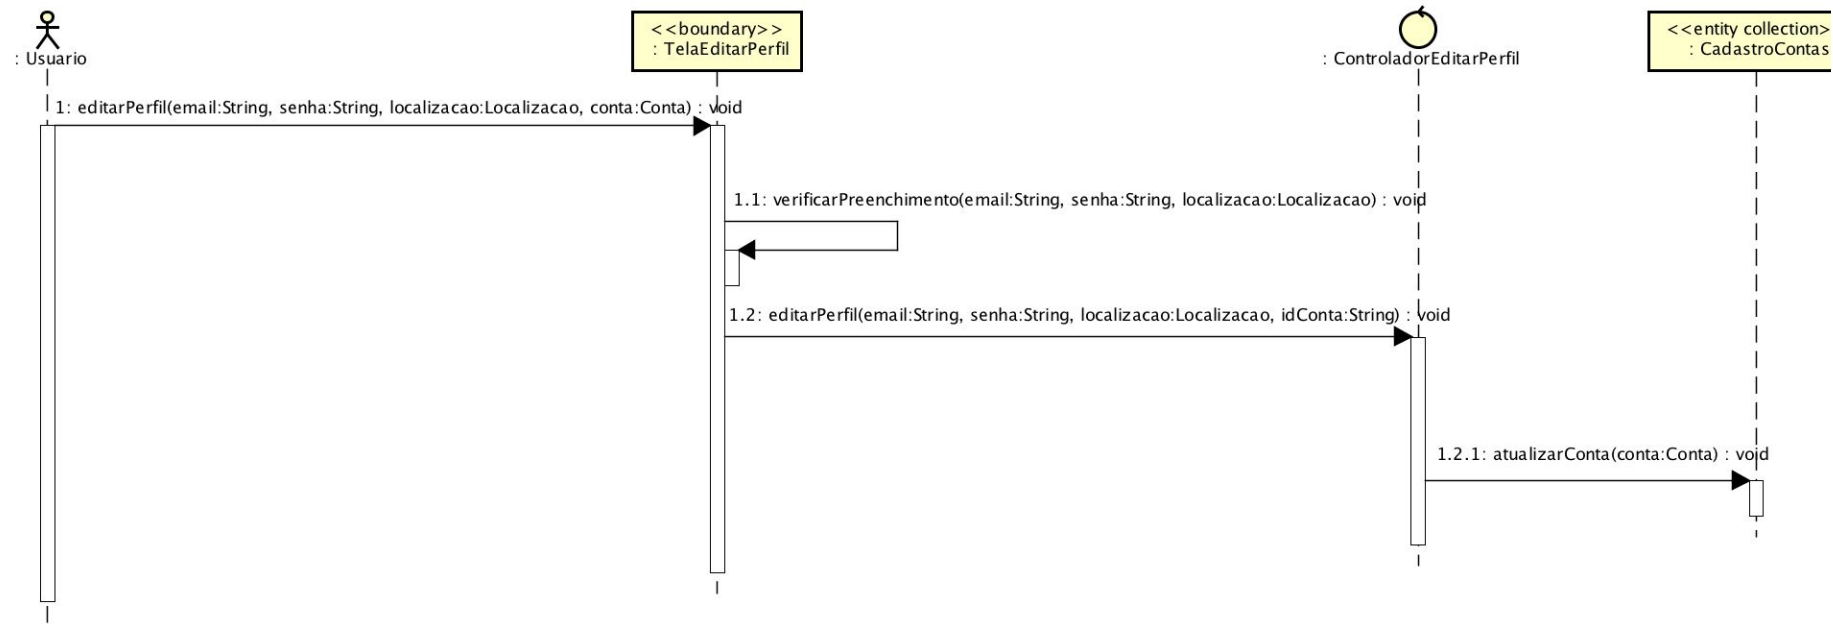 <<boundary>>
<<entity collection>
: Usuario
: TelaEditarPerfil
: ControladorEditarPerfil
: CadastroContas
1: editarPerfil(email:String, senha:String, localizacao:Localizacao, conta:Conta) : void
1.1: verificarPreenchimento(email:String, senha:String, localizacao:Localizacao) : void
1.2: editarPerfil(email:String, senha:String, localizacao:Localizacao, idConta:String) : void
1.2.1: atualizarConta(conta:Conta) : void